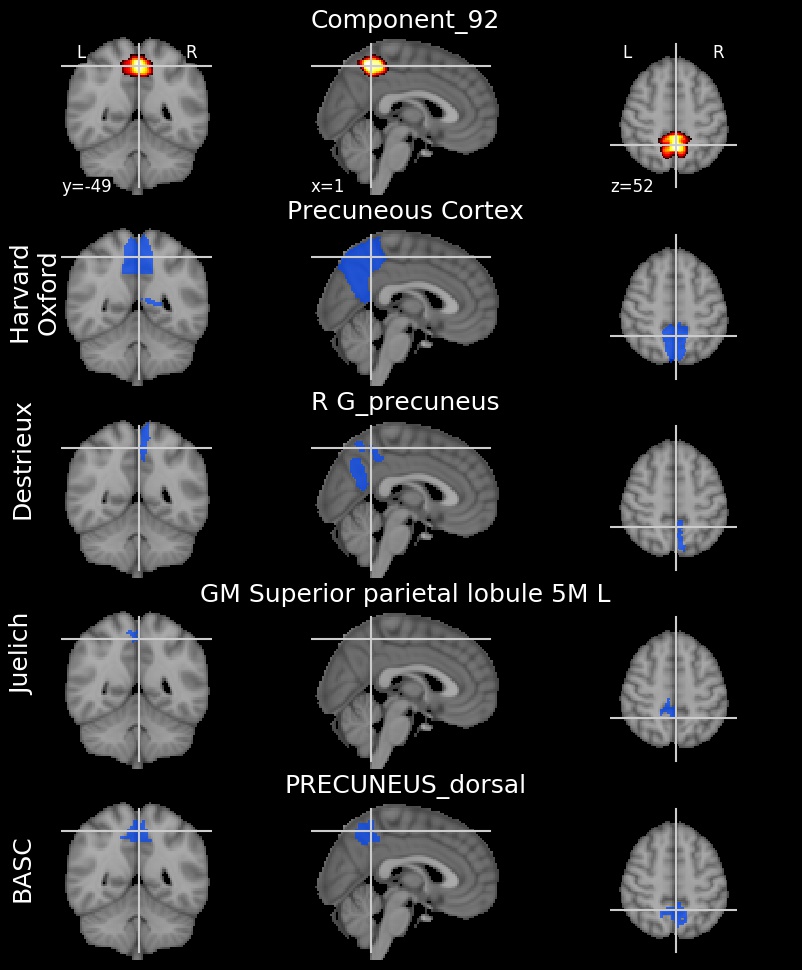 Component_92
L
R
L
R
y=-49
x=1
z=52
Precuneous Cortex
Harvard
Oxford
R G_precuneus
Destrieux
GM Superior parietal lobule 5M L
Juelich
PRECUNEUS_dorsal
BASC